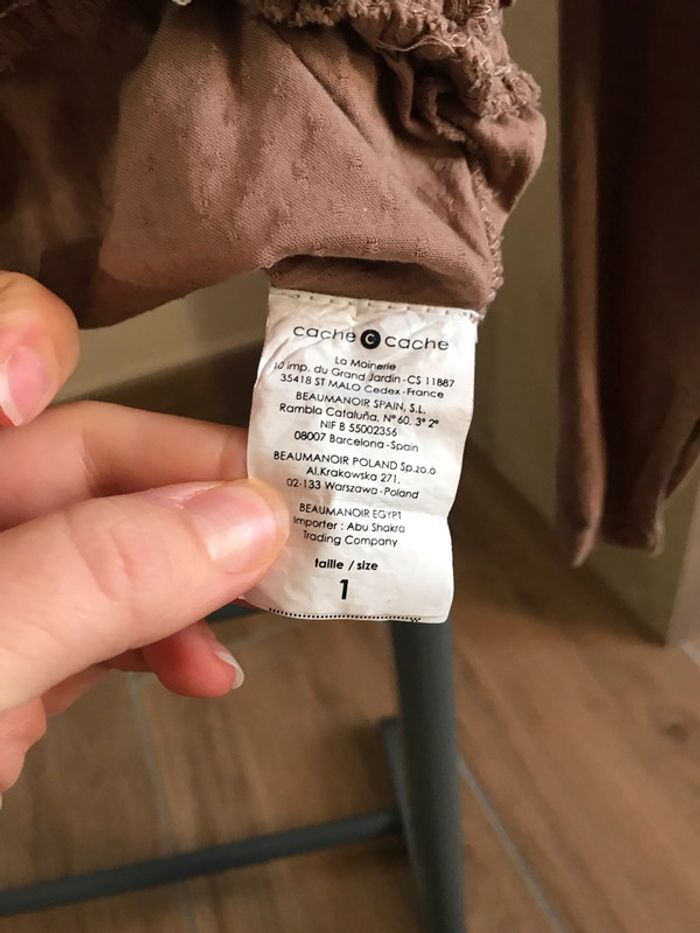 cache c cache
La Moinerie
10 imp. du Grand Jardin-CS 11887
35418 ST MALO Cedex-France
BEAUMANOIR SPAIN, S.L.
Rambla Cataluña, Nº60, 3º 2º
NIF B 55002356
08007 Barcelona-Spain
BEAUMANOIR POLAND Sp.zo.o
Al.Krakowska 271,
02-133 Warszawa-Poland
BEAUMANOIR EGYPT
Importer : Abu Shakra
Trading Company
taille / size
1